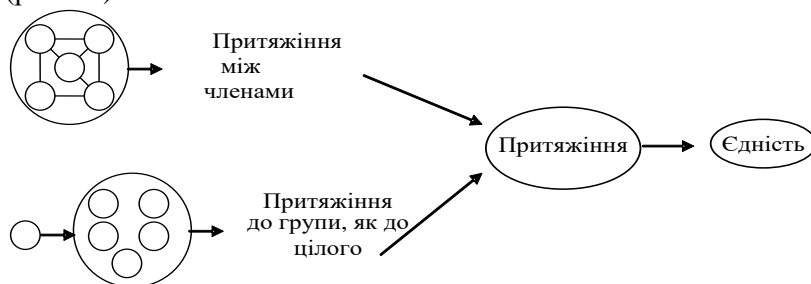 Притяжіння
між
членами
Притяжіння
Єдність
Притяжіння
до групи, як до
цілого